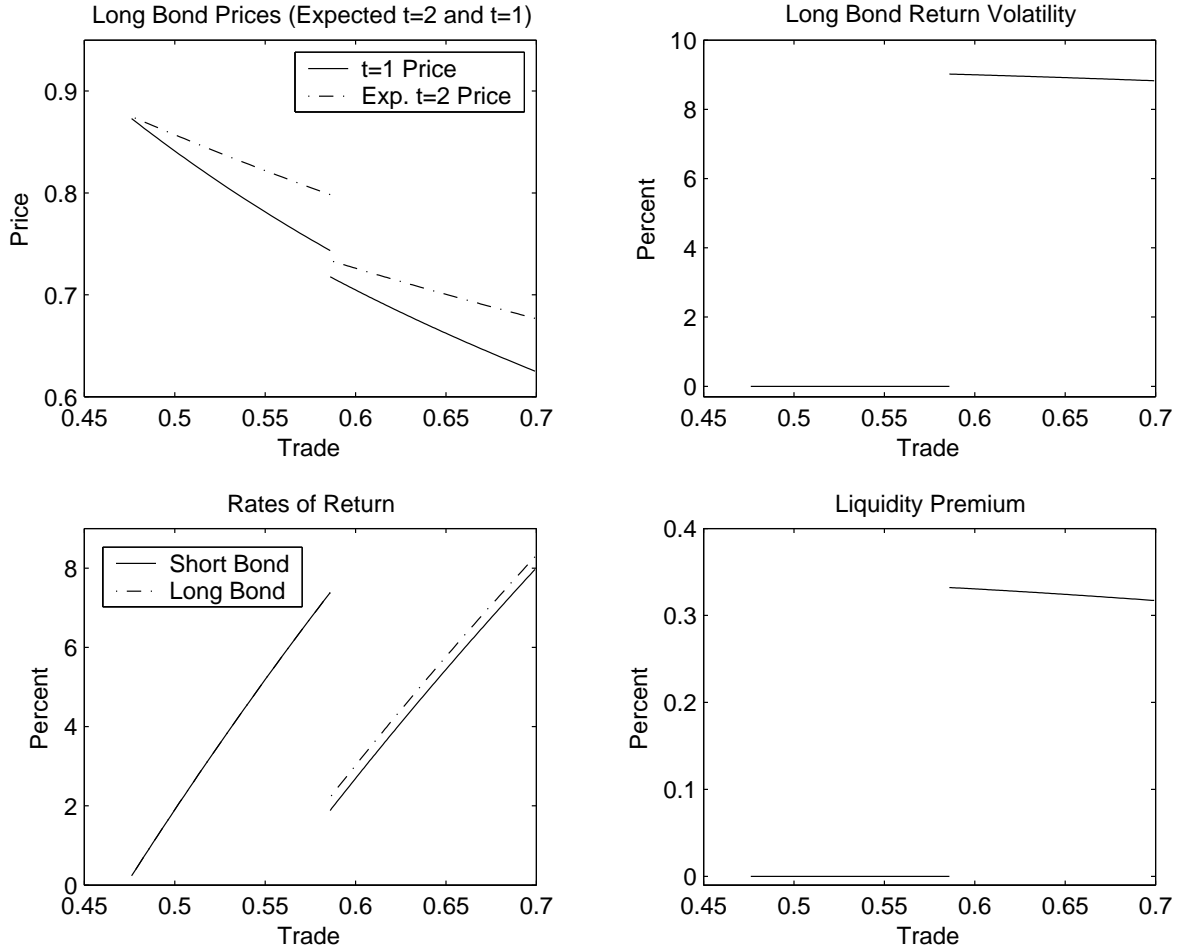 Long Bond Prices (Expected t=2 and t=1)
t=1 Price
Exp. t=2 Price
0.9
0.8
0.7
0.6
Price
0.45 0.5 0.55 0.6 0.65 0.7
Trade
Long Bond Return Volatility
10
8
6
4
2
0
Percent
0.45 0.5 0.55 0.6 0.65 0.7
Trade
Rates of Return
Short Bond
Long Bond
8
6
4
2
0
Percent
0.45 0.5 0.55 0.6 0.65 0.7
Trade
Liquidity Premium
0.4
0.3
0.2
0.1
0
Percent
0.45 0.5 0.55 0.6 0.65 0.7
Trade